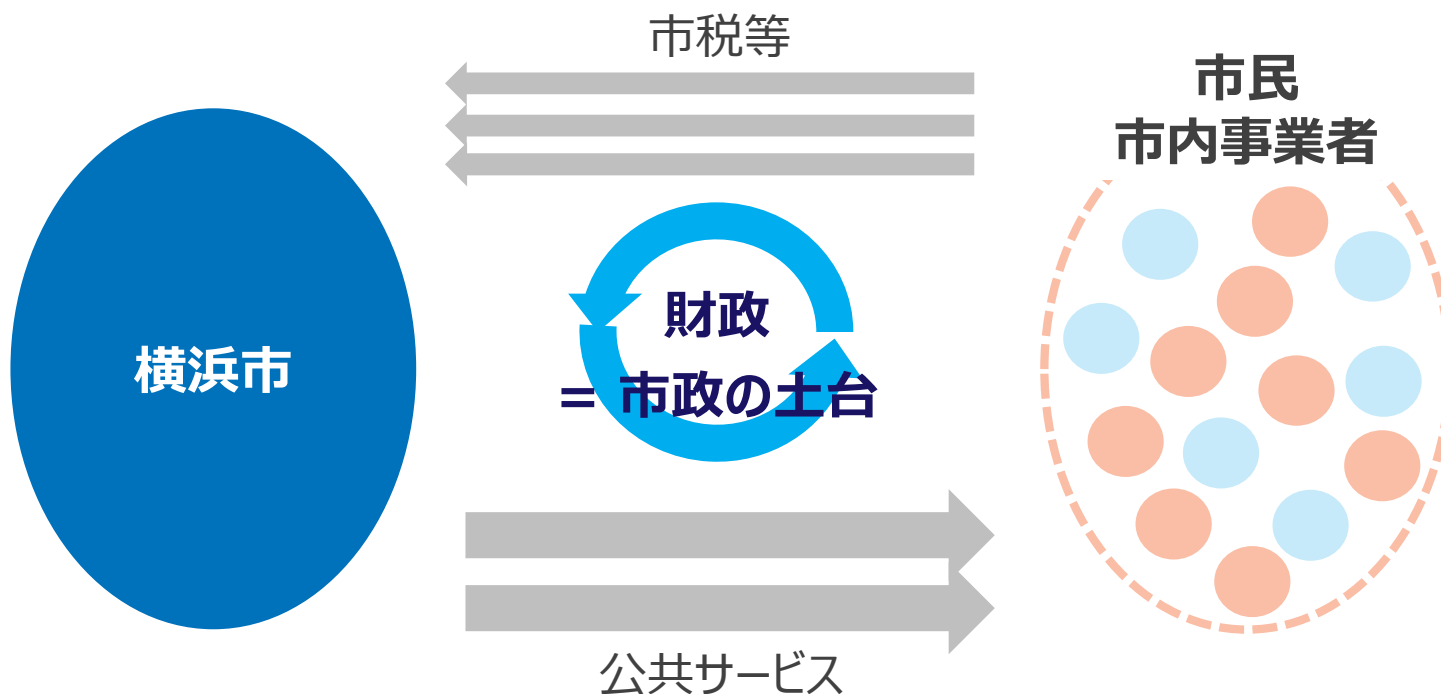 市税等
市民
市内事業者
横浜市
財政
= 市政の土台
公共サービス